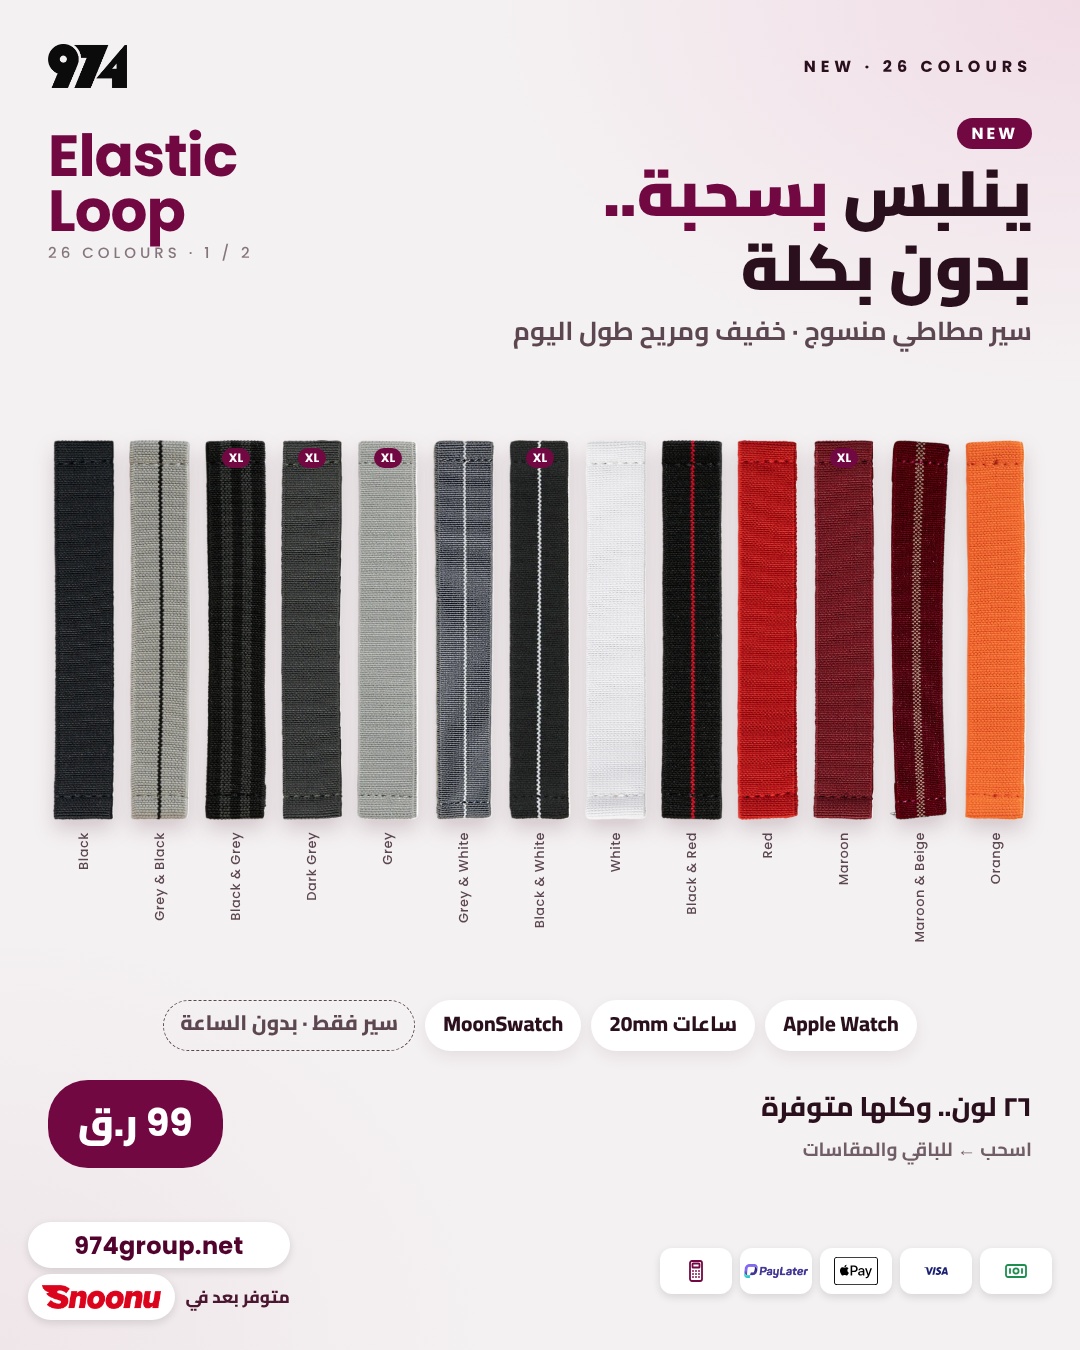 974
NEW · 26 COLOURS
NEW
Elastic
Loop
26 COLOURS · 1 / 2
ينلبس بسحبة..
بدون بكلة
سير مطاطي منسوج · خفيف ومريح طول اليوم
XL
XL
XL
XL
XL
Black
Grey & Black
Black & Grey
Dark Grey
Grey
Grey & White
Black & White
White
Black & Red
Red
Maroon
Maroon & Beige
Orange
Apple Watch
ساعات 20mm
MoonSwatch
سير فقط · بدون الساعة
٢٦ لون.. وكلها متوفرة
اسحب ← للباقي والمقاسات
99 ر.ق
974group.net
متوفر بعد في
Snoonu
PayLater
Pay
VISA